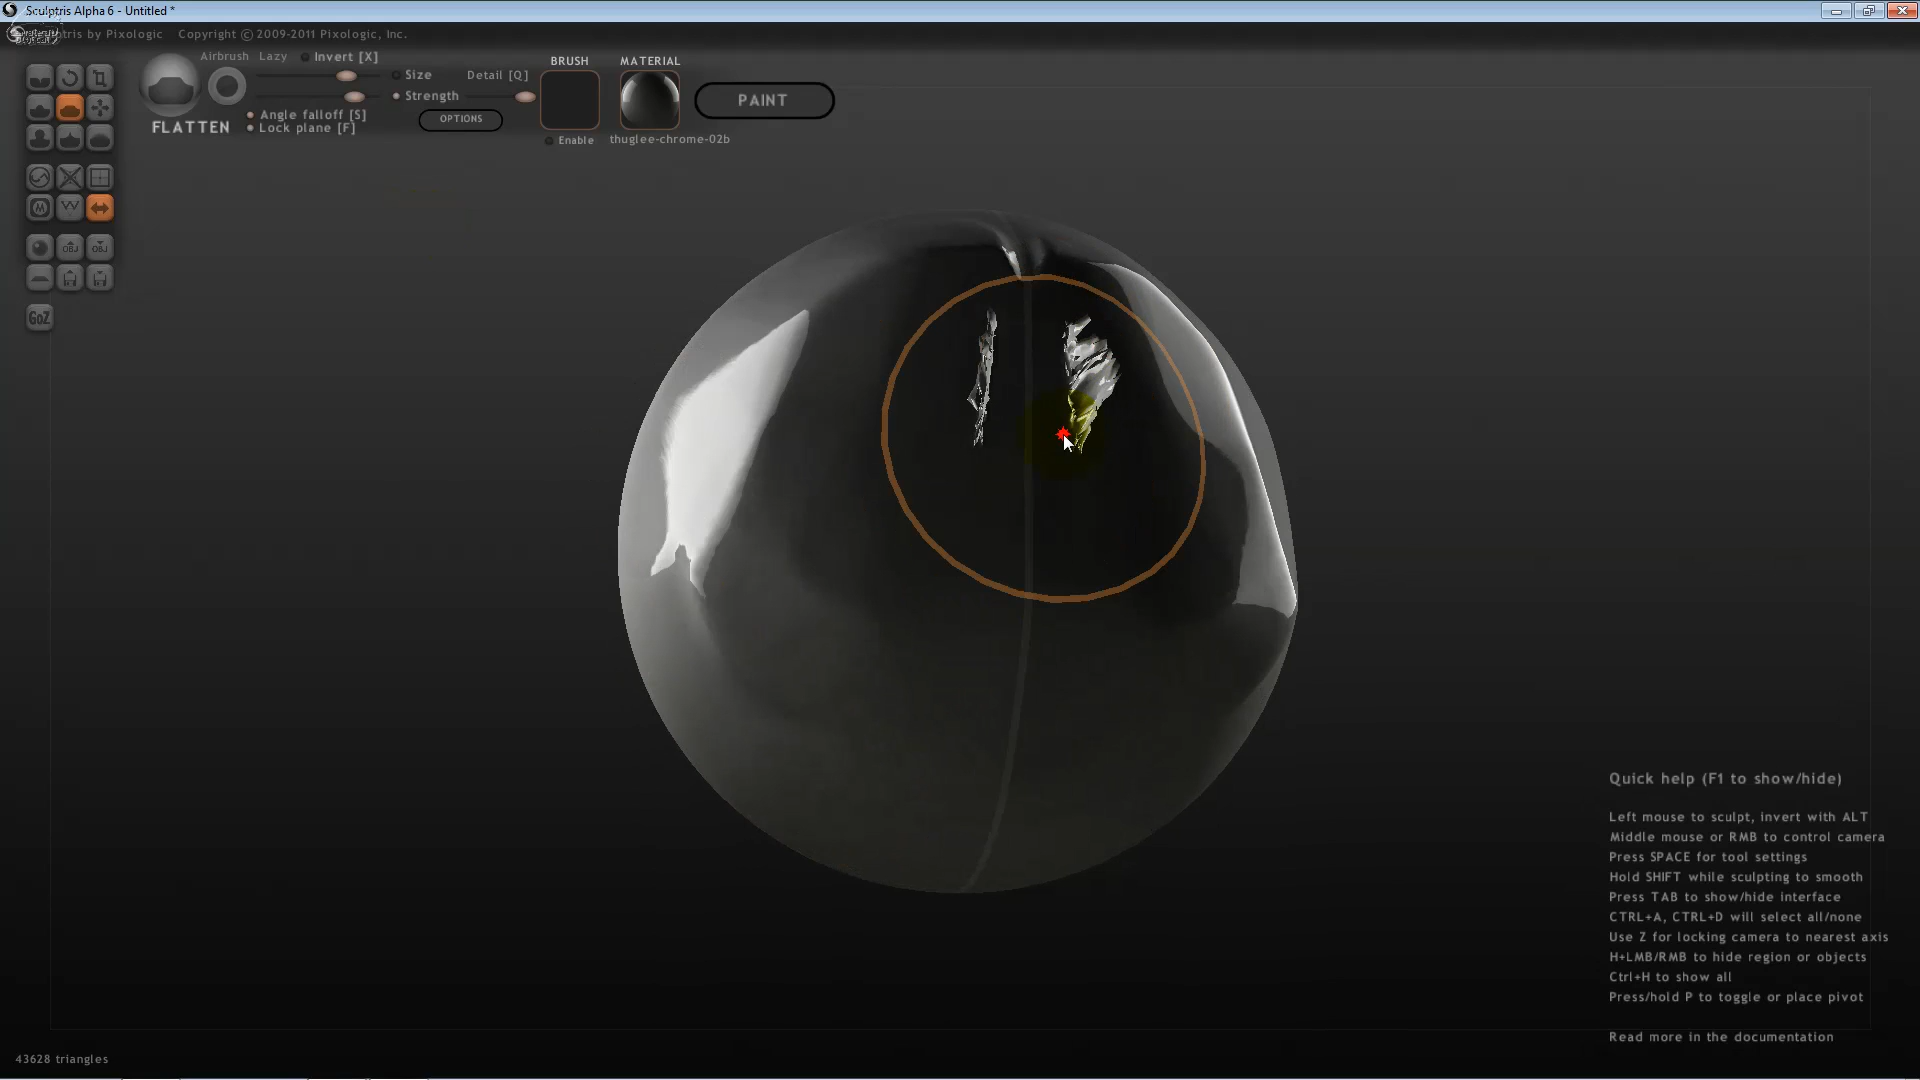 Sculptris Alpha 6 - Untitled *
tris by Pixologic Copyright © 2009-2011 Pixologic, Inc.
Airbrush Lazy Invert [X]
Size Detail [Q]
Strength
Angle falloff [S]
Lock plane [F]
FLATTEN
OPTIONS
BRUSH
Enable
MATERIAL
thuglee-chrome-02b
PAINT
OBJ OBJ
GoZ
Quick help (F1 to show/hide)
Left mouse to sculpt, invert with ALT
Middle mouse or RMB to control camera
Press SPACE for tool settings
Hold SHIFT while sculpting to smooth
Press TAB to show/hide interface
CTRL+A, CTRL+D will select all/none
Use Z for locking camera to nearest axis
H+LMB/RMB to hide region or objects
Ctrl+H to show all
Press/hold P to toggle or place pivot
Read more in the documentation
43628 triangles